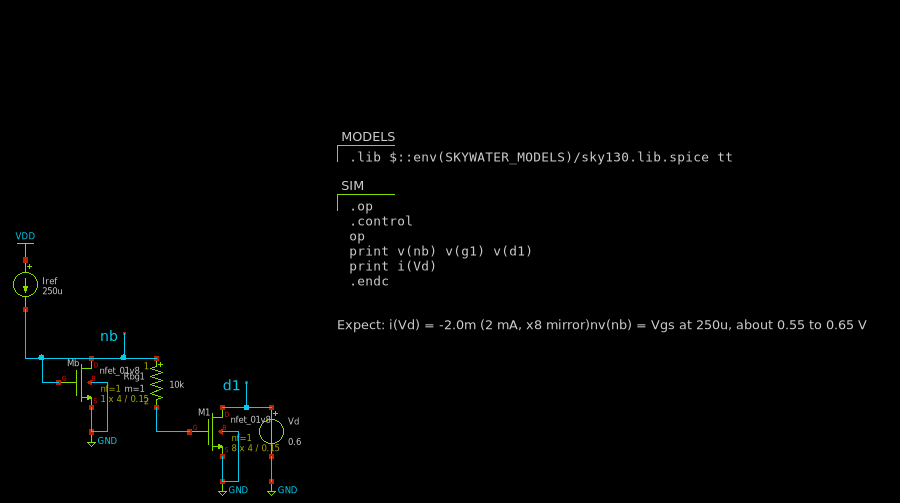 MODELS
.lib $::env(SKYWATER_MODELS)/sky130.lib.spice tt
SIM
.op
.control
op
print v(nb) v(g1) v(d1)
print i(Vd)
.endc
Expect: i(Vd) = -2.0m (2 mA, x8 mirror)nv(nb) = Vgs at 250u, about 0.55 to 0.65 V
VDD
Iref
250u
nb
Mb
nfet_01v8
nf=1 m=1
1 x 4 / 0.15
D
G
B
S
GND
Rbg1
10k
1
2
d1
M1
nfet_01v8
nf=1
8 x 4 / 0.15
D
G
B
S
GND
Vd
0.6
GND